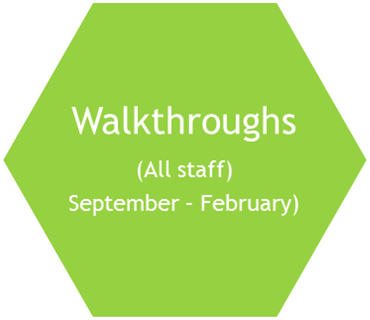 Walkthroughs
(All staff)
September - February)